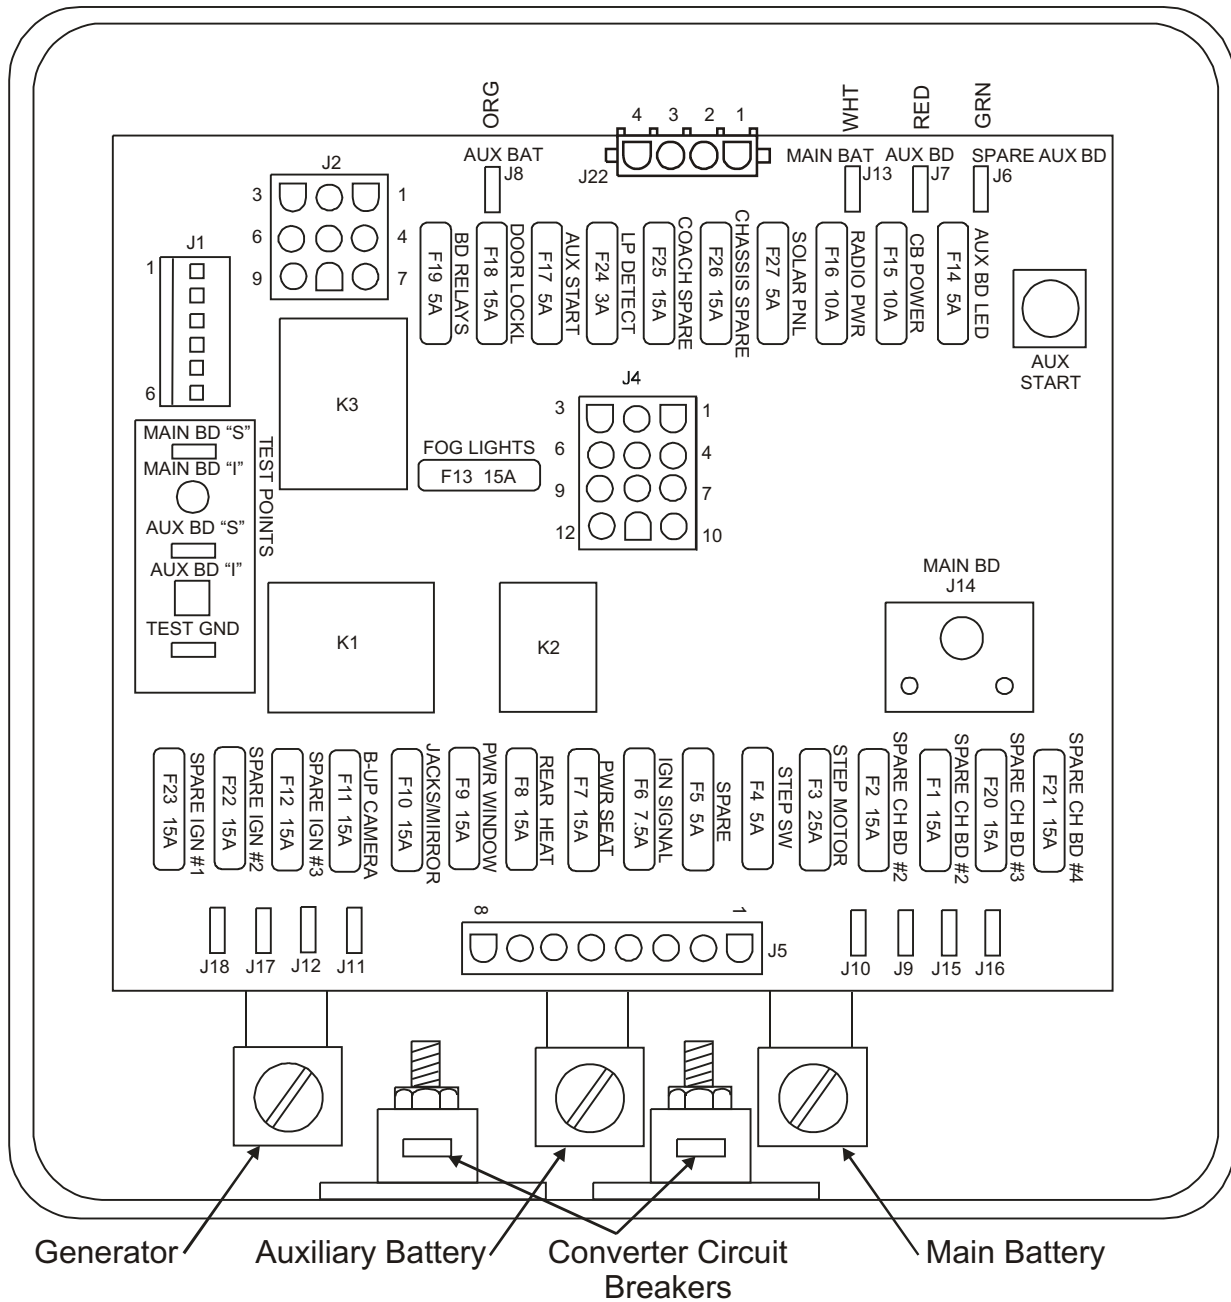 ORG
WHT
RED
GRN
4 3 2 1
J22
AUX BAT
J8
MAIN BAT
J13
AUX BD
J7
SPARE AUX BD
J6
J2
3 1
6 4
9 7
J1
1
6
F19 5A
BD RELAYS
F18 15A
DOOR LOCKL
F17 5A
AUX START
F24 3A
LP DETECT
F25 15A
COACH SPARE
F26 15A
CHASSIS SPARE
F27 5A
SOLAR PNL
F16 10A
RADIO PWR
F15 10A
CB POWER
F14 5A
AUX BD LED
AUX
START
K3
J4
3 1
6 4
9 7
12 10
FOG LIGHTS
F13 15A
MAIN BD “S”
MAIN BD “I”
AUX BD “S”
AUX BD “I”
TEST GND
TEST POINTS
K1
K2
MAIN BD
J14
F23 15A
SPARE IGN #1
F22 15A
SPARE IGN #2
F12 15A
SPARE IGN #3
F11 15A
B-UP CAMERA
F10 15A
JACKS/MIRROR
F9 15A
PWR WINDOW
F8 15A
REAR HEAT
F7 15A
PWR SEAT
F6 7.5A
IGN SIGNAL
F5 5A
SPARE
F4 5A
STEP SW
F3 25A
STEP MOTOR
F2 15A
SPARE CH BD #2
F1 15A
SPARE CH BD #2
F20 15A
SPARE CH BD #3
F21 15A
SPARE CH BD #4
J18 J17 J12 J11
8 1
J5
J10 J9 J15 J16
Generator
Auxiliary Battery
Converter Circuit
Breakers
Main Battery